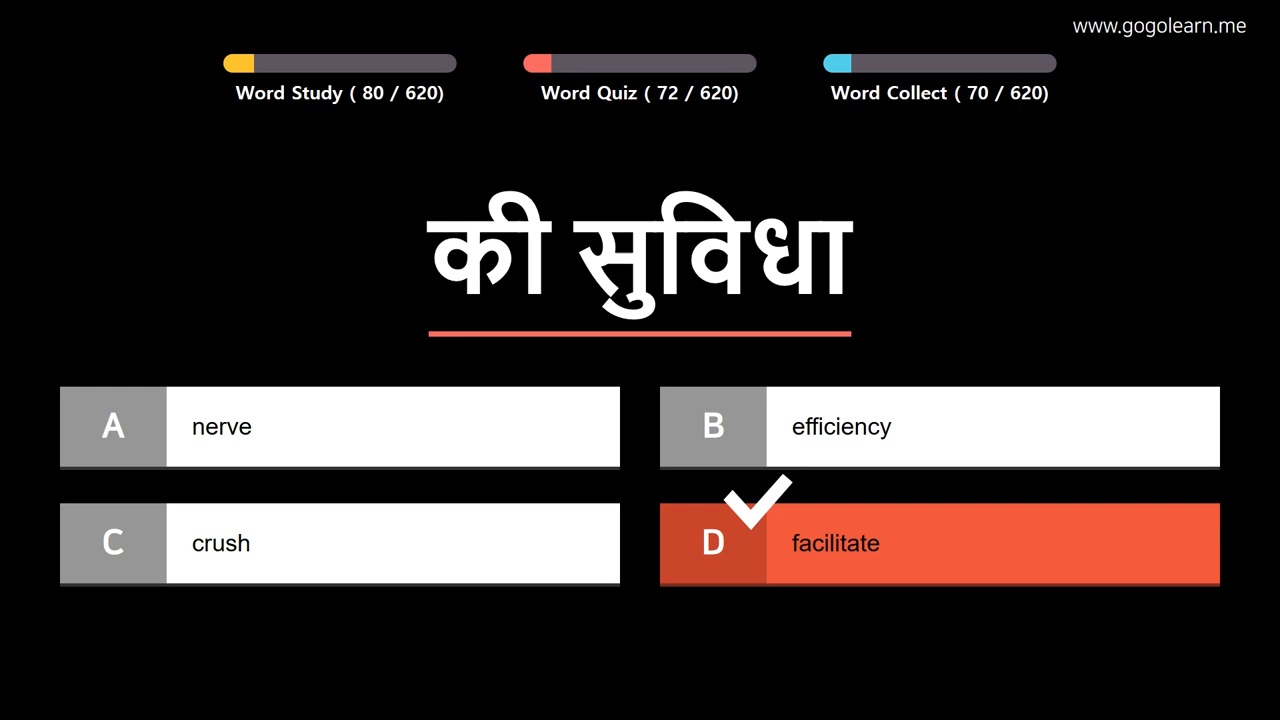 www.gogolearn.me
Word Study ( 80 / 620)
Word Quiz ( 72 / 620)
Word Collect ( 70 / 620)
की सुविधा
A nerve
B efficiency
C crush
D facilitate